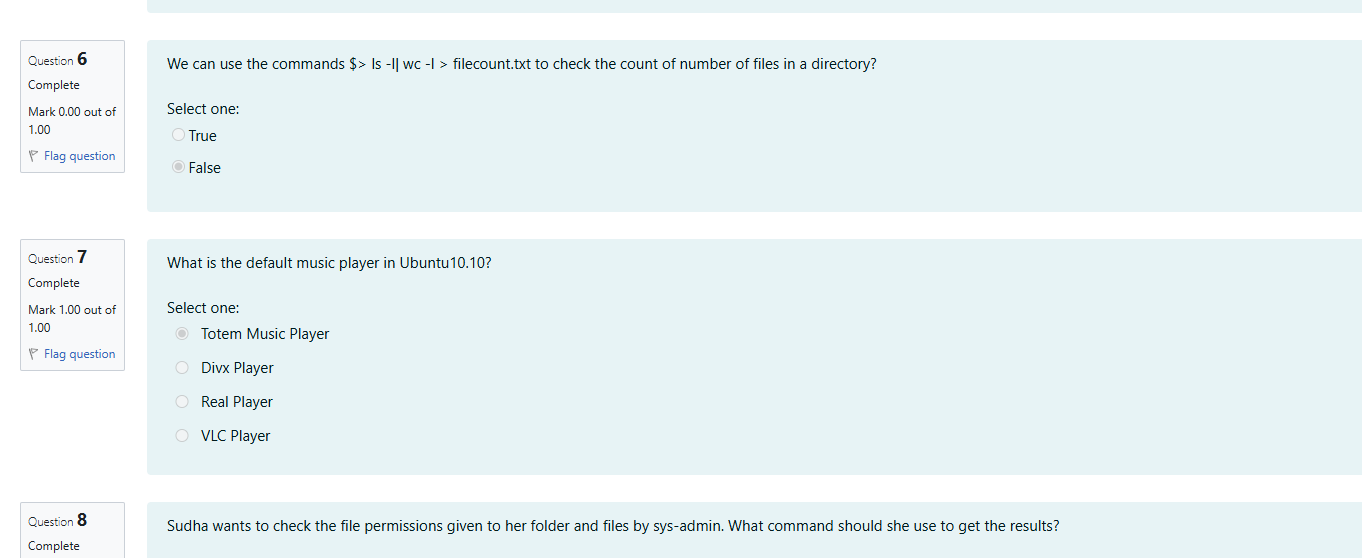 Question 6
Complete
Mark 0.00 out of
1.00
Flag question
We can use the commands $> ls -l| wc -l > filecount.txt to check the count of number of files in a directory?
Select one:
True
False
Question 7
Complete
Mark 1.00 out of
1.00
Flag question
What is the default music player in Ubuntu10.10?
Select one:
Totem Music Player
Divx Player
Real Player
VLC Player
Question 8
Complete
Sudha wants to check the file permissions given to her folder and files by sys-admin. What command should she use to get the results?